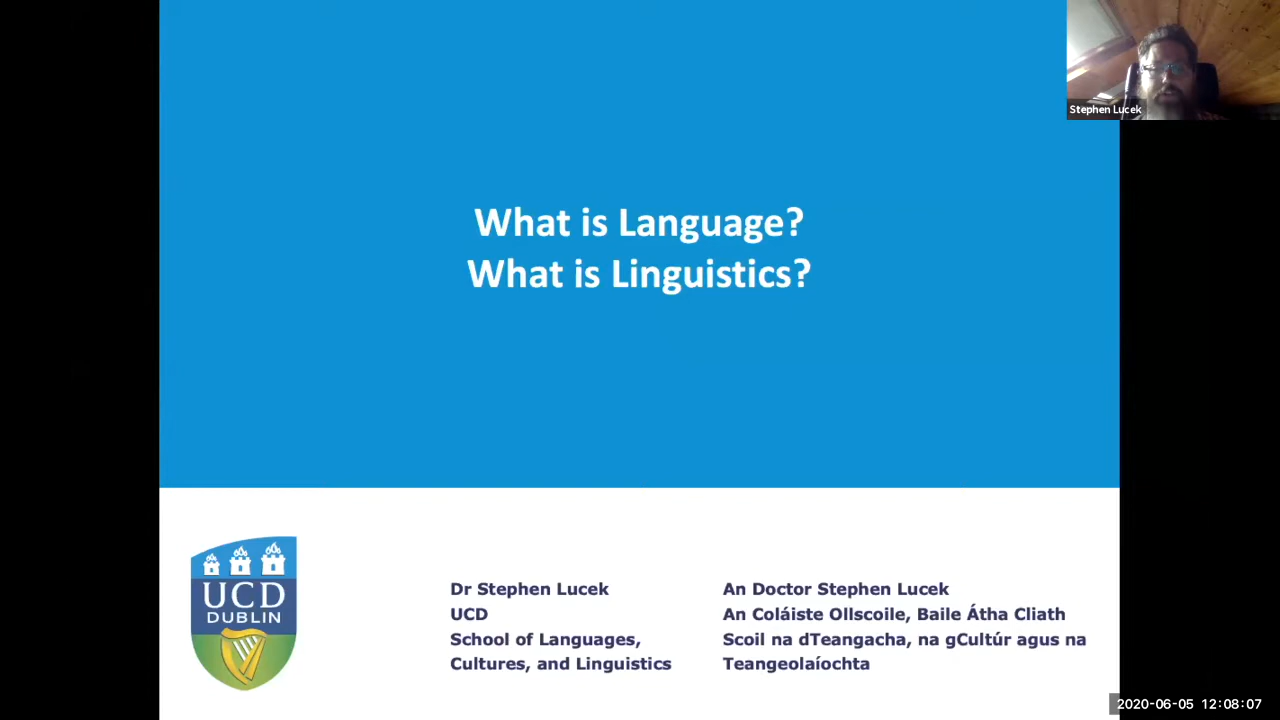 Stephen Lucek
What is Language?
What is Linguistics?
UCD
DUBLIN
Dr Stephen Lucek
UCD
School of Languages,
Cultures, and Linguistics
An Doctor Stephen Lucek
An Coláiste Ollscoile, Baile Átha Cliath
Scoil na dTeangacha, na gCultúr agus na
Teangeolaíochta
2020-06-05 12:08:07